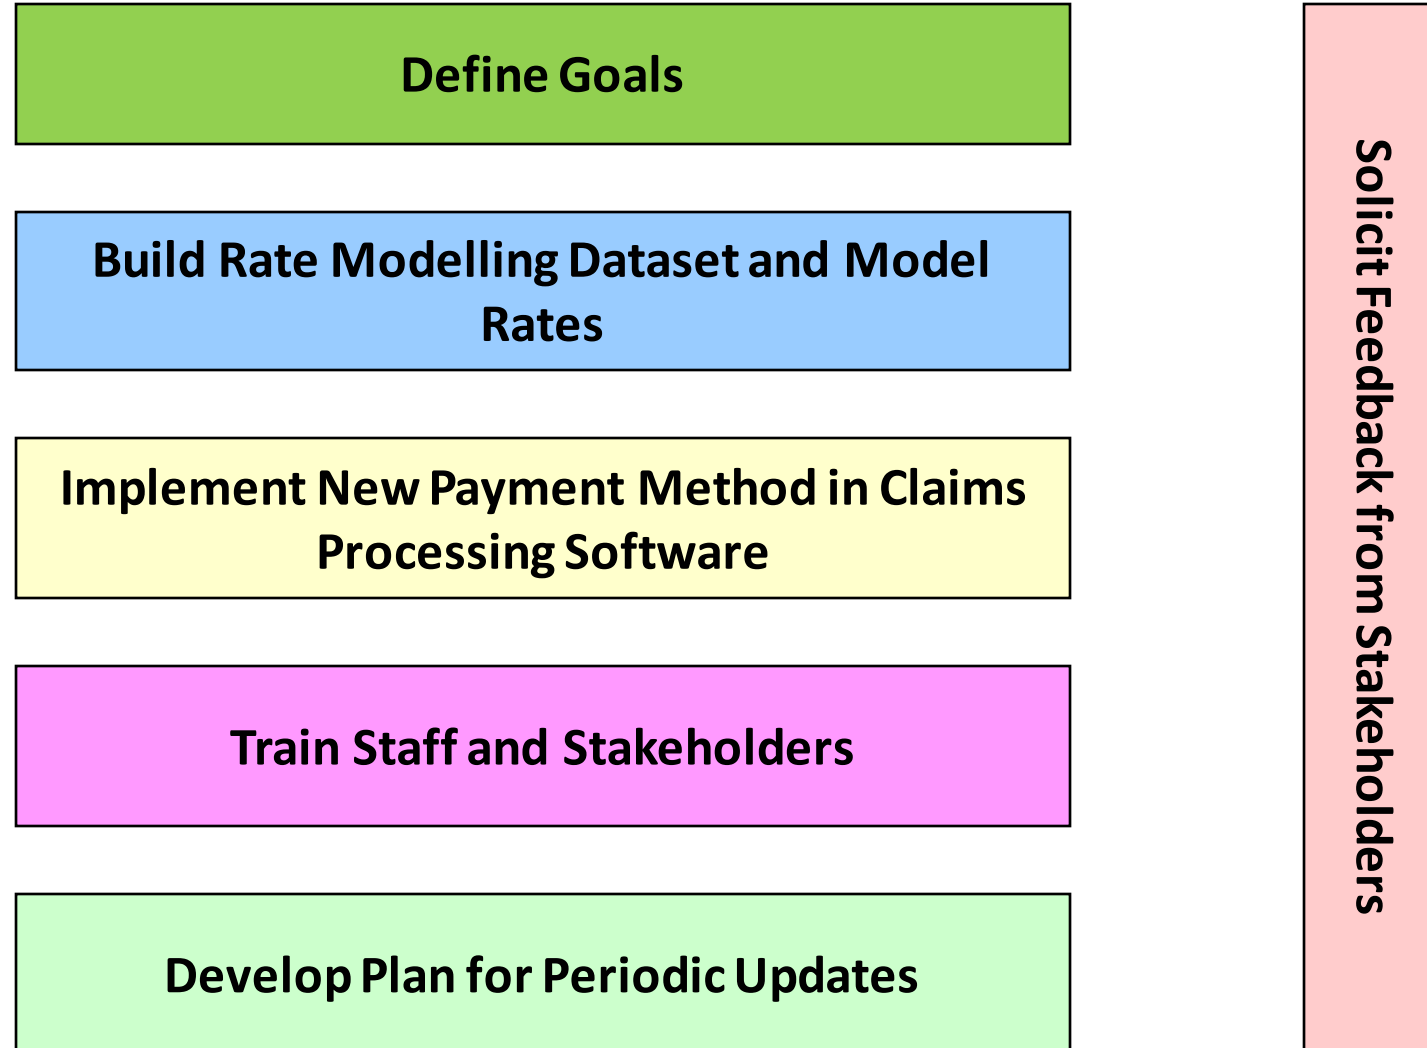 Define Goals
Build Rate Modelling Dataset and Model
Rates
Implement New Payment Method in Claims
Processing Software
Train Staff and Stakeholders
Develop Plan for Periodic Updates
Solicit Feedback from Stakeholders